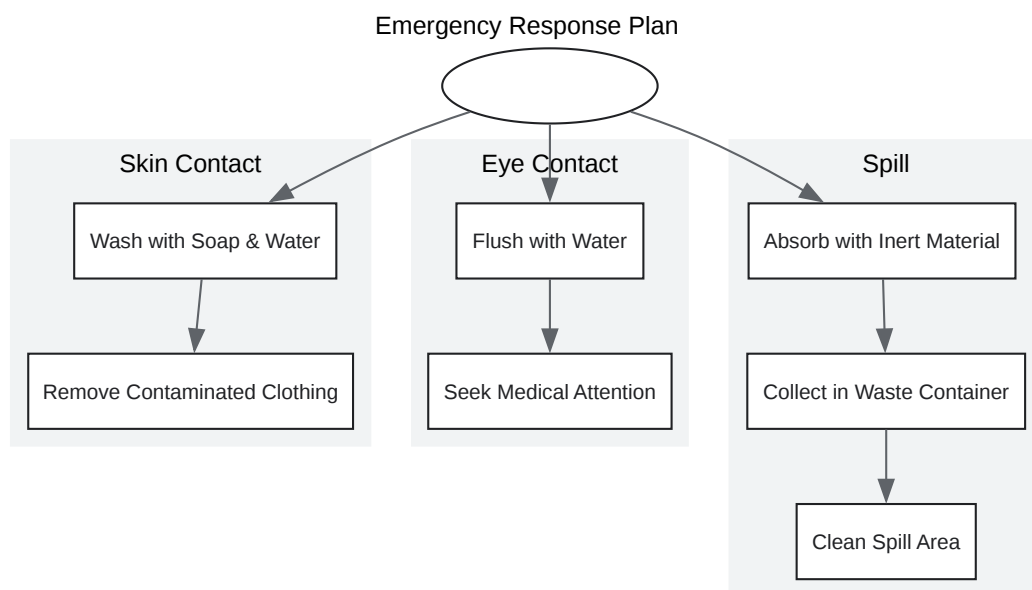 Emergency Response Plan
Skin Contact
Wash with Soap & Water
Remove Contaminated Clothing
Eye Contact
Flush with Water
Seek Medical Attention
Spill
Absorb with Inert Material
Collect in Waste Container
Clean Spill Area